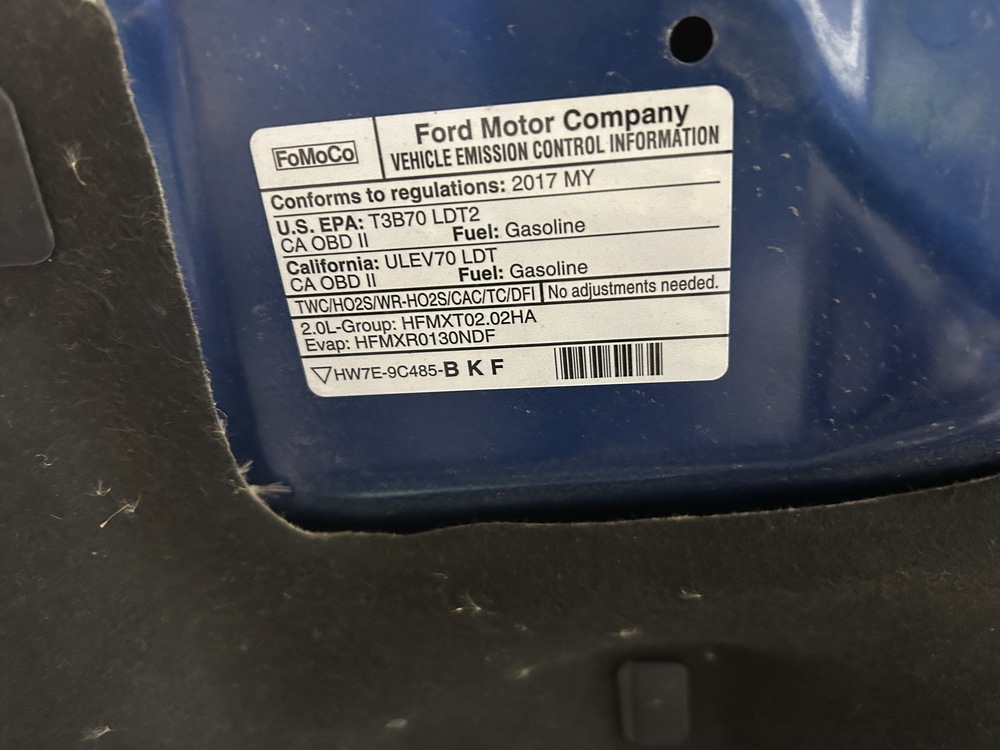 FoMoCo
Ford Motor Company
VEHICLE EMISSION CONTROL INFORMATION
Conforms to regulations: 2017 MY
U.S. EPA: T3B70 LDT2
CA OBD II Fuel: Gasoline
California: ULEV70 LDT
CA OBD II Fuel: Gasoline
TWC/HO2S/WR-HO2S/CAC/TC/DFI No adjustments needed.
2.0L-Group: HFMXT02.02HA
Evap: HFMXR0130NDF
HW7E-9C485-B K F